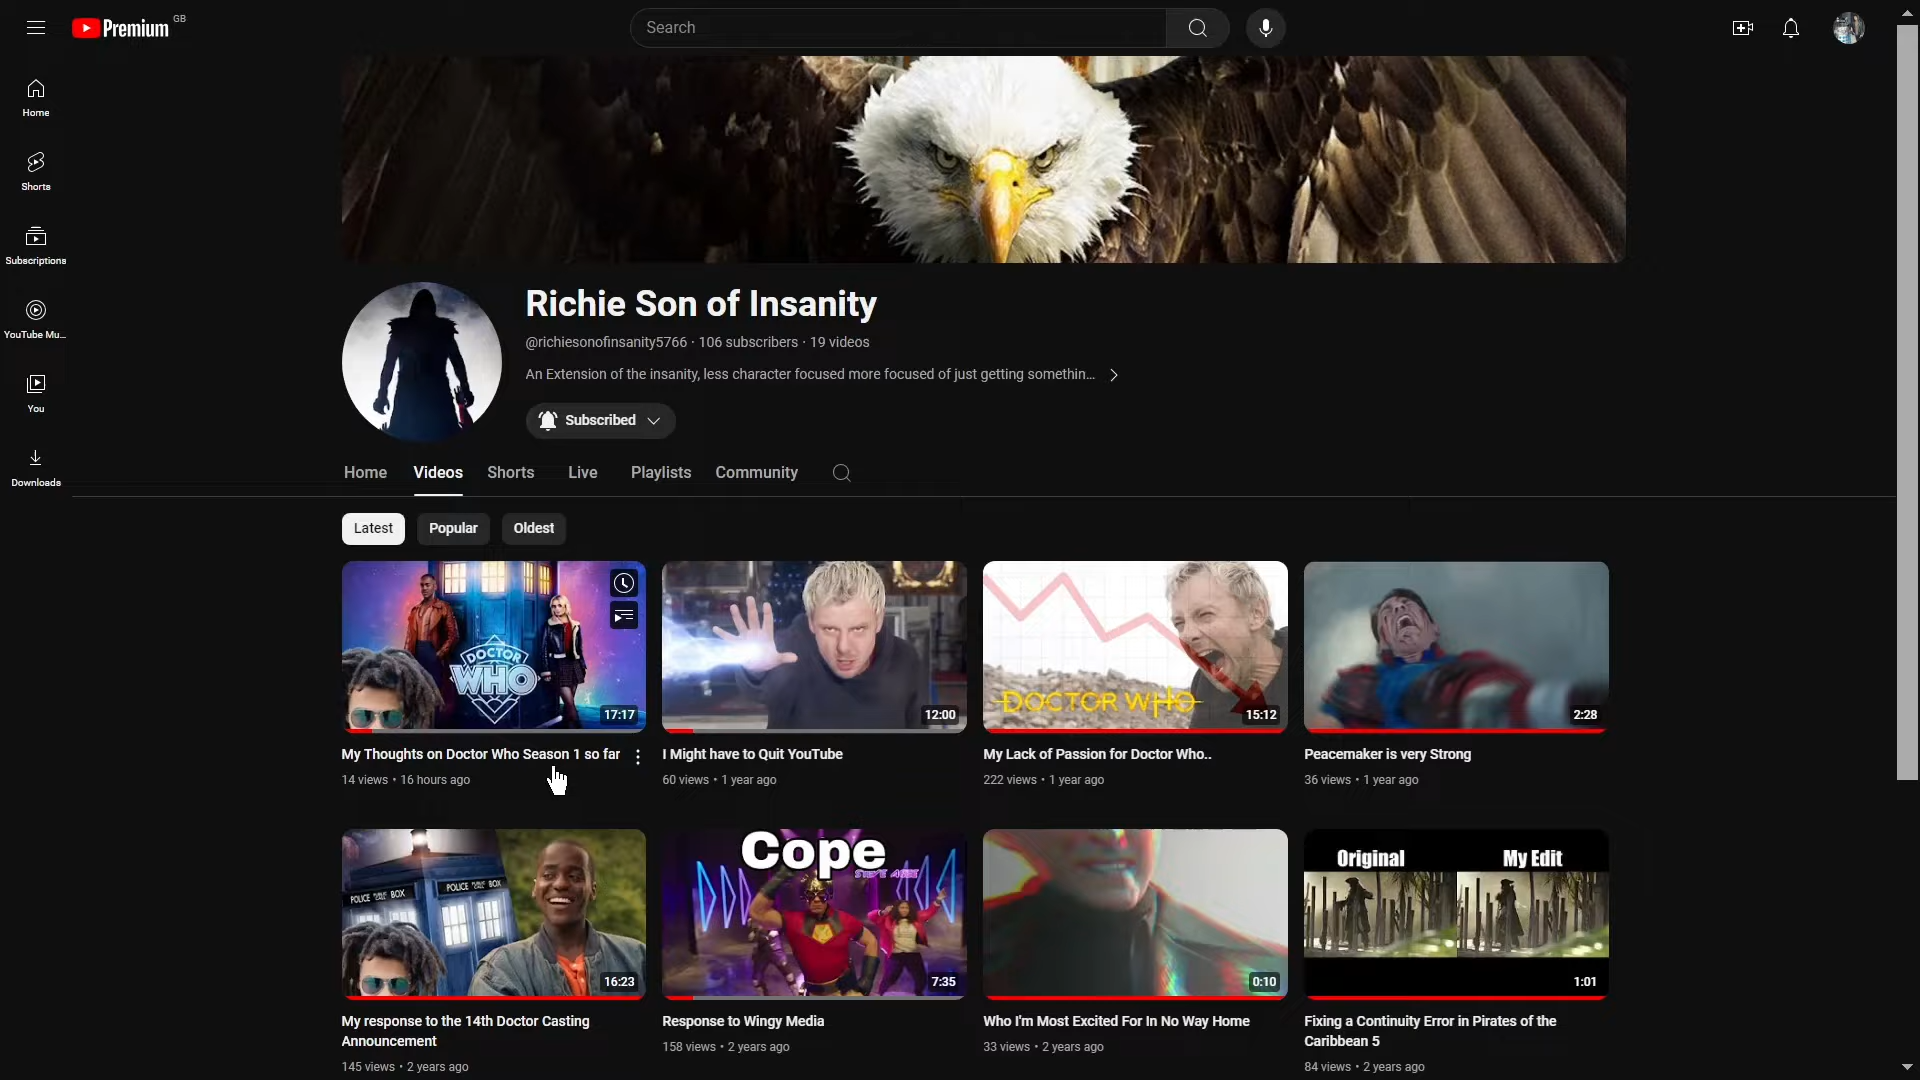 Premium GB
Search
Home
Shorts
Subscriptions
YouTube Mu...
You
Downloads
Richie Son of Insanity
@richiesonofinsanity5766 · 106 subscribers · 19 videos
An Extension of the insanity, less character focused more focused of just getting somethin...
Subscribed
Home Videos Shorts Live Playlists Community
Latest Popular Oldest
DOCTOR
WHO
17:17
12:00
DOCTOR WHO
15:12
2:28
My Thoughts on Doctor Who Season 1 so far
14 views • 16 hours ago
I Might have to Quit YouTube
60 views • 1 year ago
My Lack of Passion for Doctor Who..
222 views • 1 year ago
Peacemaker is very Strong
36 views • 1 year ago
POLICE PUBLIC CALL BOX
POLICE PUBLIC CALL BOX
16:23
Cope
STEVE AGEE
7:35
0:10
Original My Edit
1:01
My response to the 14th Doctor Casting
Announcement
145 views • 2 years ago
Response to Wingy Media
158 views • 2 years ago
Who I'm Most Excited For In No Way Home
33 views • 2 years ago
Fixing a Continuity Error in Pirates of the
Caribbean 5
84 views • 2 years ago